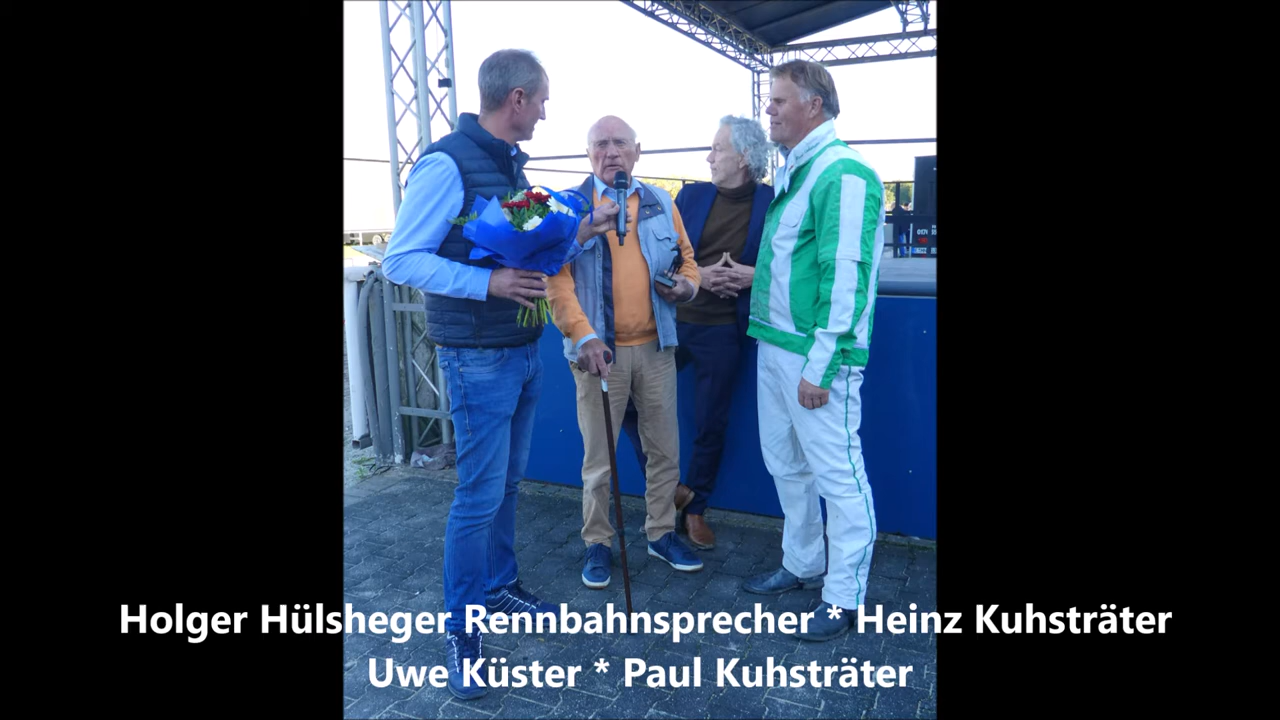 Holger Hülsheger Rennbahnsprecher * Heinz Kuhsträter
Uwe Küster * Paul Kuhsträter